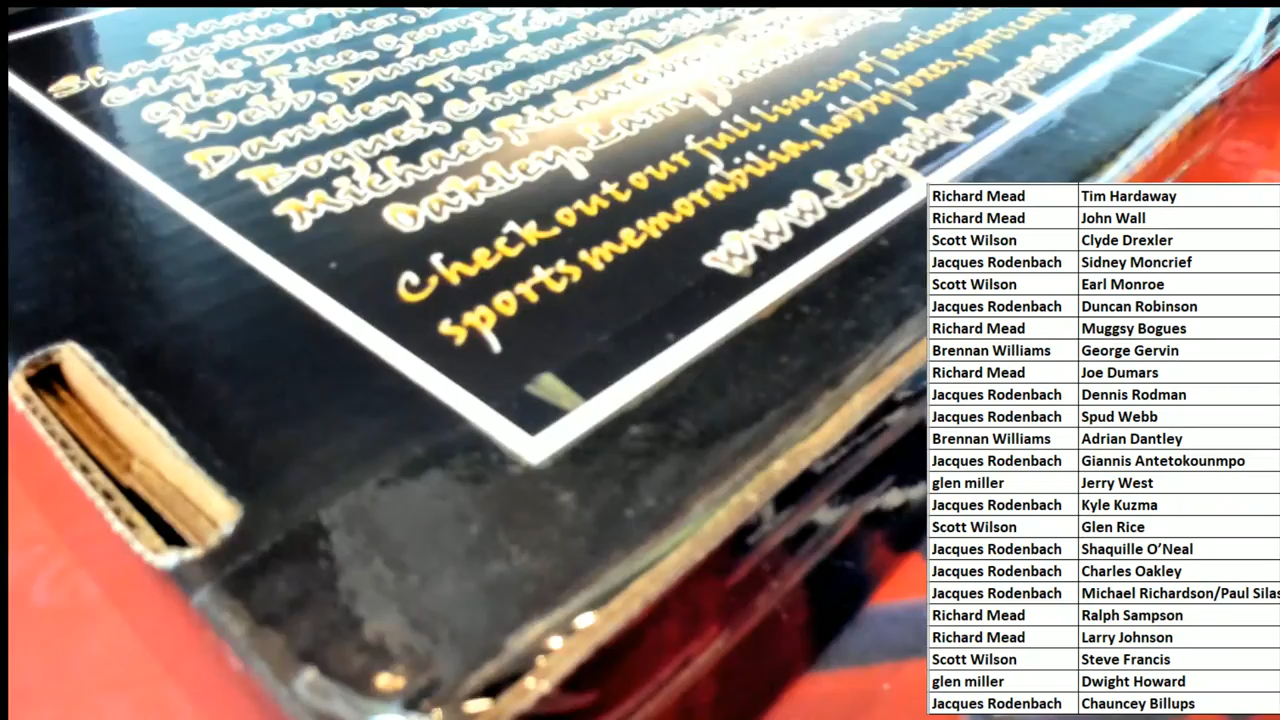 Shaquille
Clyde Drexler,
Glen Rice, George
Webb, Duncan
Dantley, Tim
Bogues, Chauncey
Michael Richardson
Oakley, Larry Johnson
Check out our full line up of authentic
sports memorabilia, hobby boxes, sports
Richard Mead Tim Hardaway
Richard Mead John Wall
Scott Wilson Clyde Drexler
Jacques Rodenbach Sidney Moncrief
Scott Wilson Earl Monroe
Jacques Rodenbach Duncan Robinson
Richard Mead Muggsy Bogues
Brennan Williams George Gervin
Richard Mead Joe Dumars
Jacques Rodenbach Dennis Rodman
Jacques Rodenbach Spud Webb
Brennan Williams Adrian Dantley
Jacques Rodenbach Giannis Antetokounmpo
glen miller Jerry West
Jacques Rodenbach Kyle Kuzma
Scott Wilson Glen Rice
Jacques Rodenbach Shaquille O’Neal
Jacques Rodenbach Charles Oakley
Jacques Rodenbach Michael Richardson/Paul Silas
Richard Mead Ralph Sampson
Richard Mead Larry Johnson
Scott Wilson Steve Francis
glen miller Dwight Howard
Jacques Rodenbach Chauncey Billups